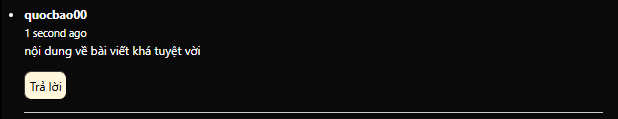 quocbao00
1 second ago
nội dung về bài viết khá tuyệt vời
Trả lời